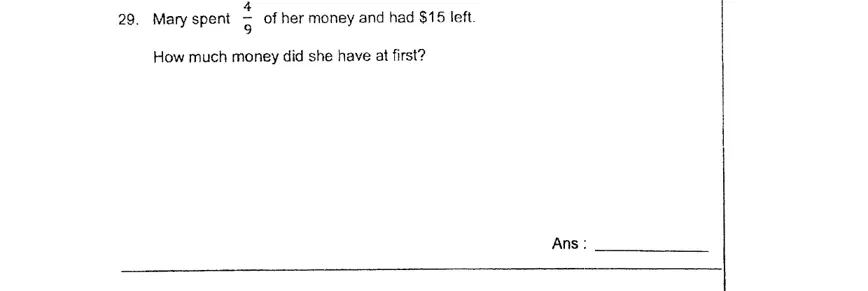 29. Mary spent 4/9 of her money and had $15 left.
How much money did she have at first?
Ans : ____________